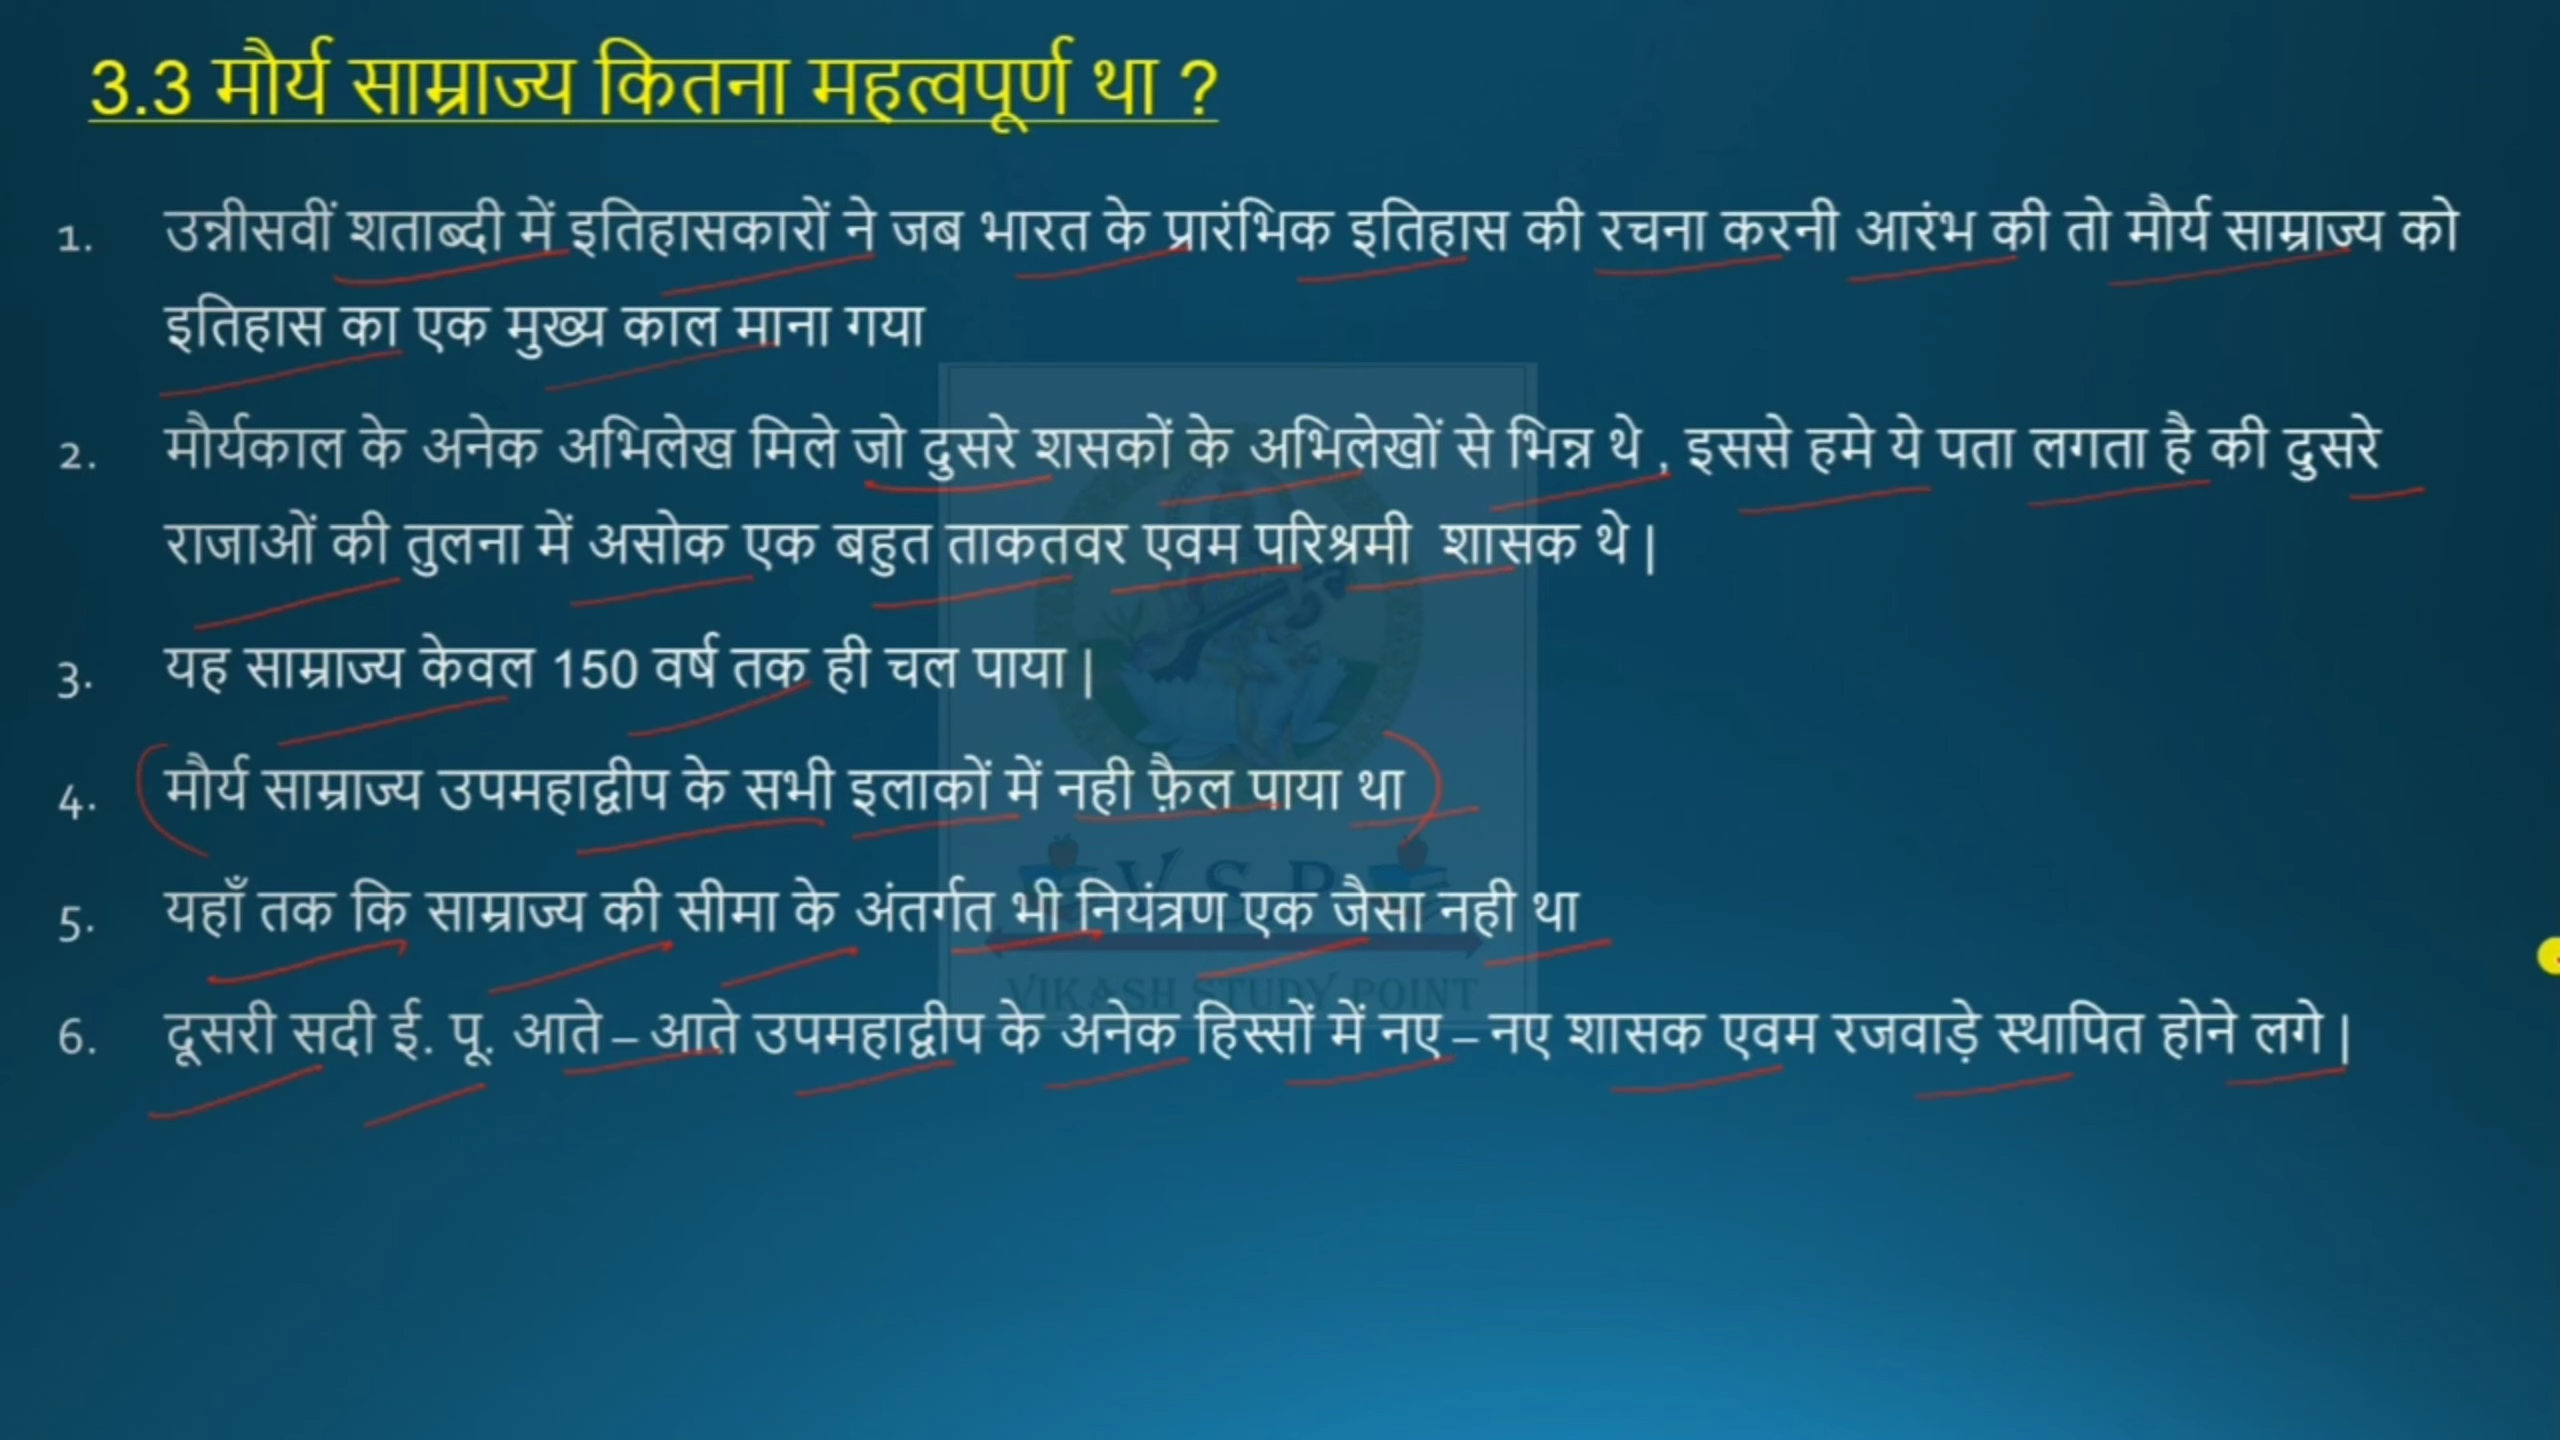 3.3 मौर्य साम्राज्य कितना महत्वपूर्ण था ?
1. उन्नीसवीं शताब्दी में इतिहासकारों ने जब भारत के प्रारंभिक इतिहास की रचना करनी आरंभ की तो मौर्य साम्राज्य को
इतिहास का एक मुख्य काल माना गया
2. मौर्यकाल के अनेक अभिलेख मिले जो दुसरे शसकों के अभिलेखों से भिन्न थे , इससे हमे ये पता लगता है की दुसरे
राजाओं की तुलना में असोक एक बहुत ताकतवर एवम परिश्रमी शासक थे |
3. यह साम्राज्य केवल 150 वर्ष तक ही चल पाया |
4. मौर्य साम्राज्य उपमहाद्वीप के सभी इलाकों में नही फ़ैल पाया था
V S P
5. यहाँ तक कि साम्राज्य की सीमा के अंतर्गत भी नियंत्रण एक जैसा नही था
VIKASH STUDY POINT
6. दूसरी सदी ई. पू. आते – आते उपमहाद्वीप के अनेक हिस्सों में नए – नए शासक एवम रजवाड़े स्थापित होने लगे |